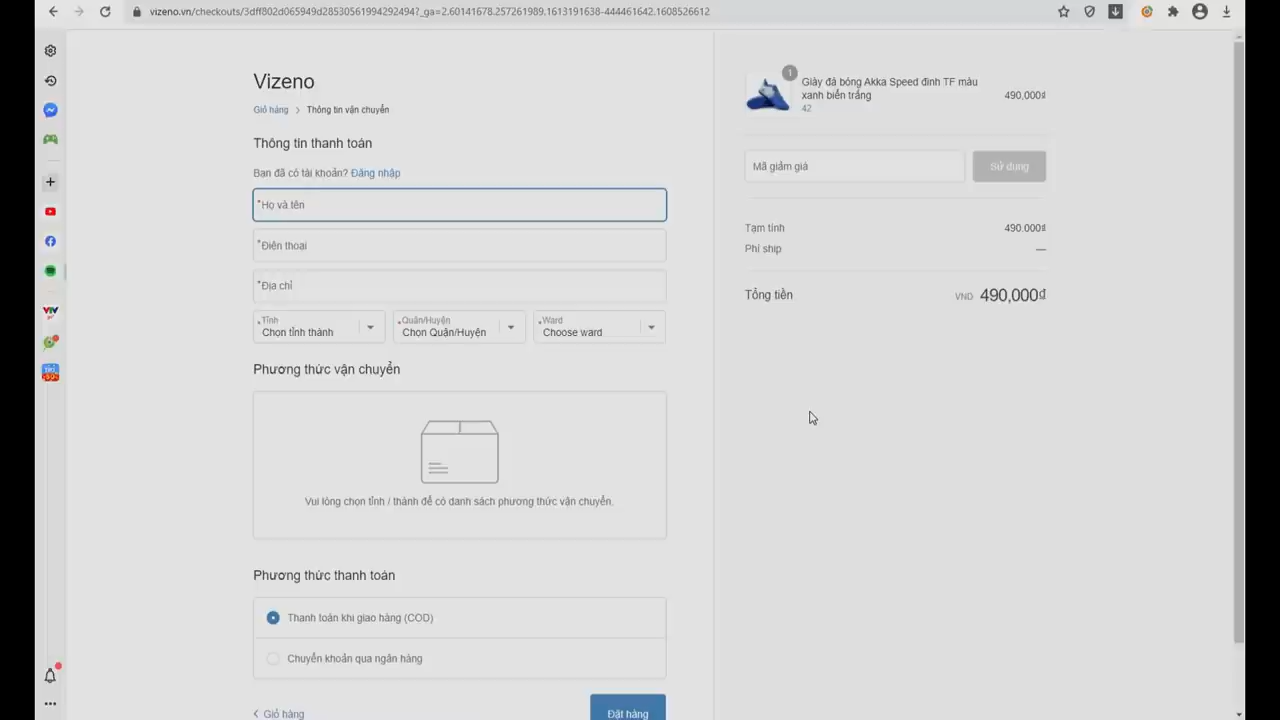 vizeno.vn/checkouts/3dff802d065949d28530561994292494?_ga=2.60141678.257261989.1613191638-444461642.1608526612
Vizeno
Giỏ hàng > Thông tin vận chuyển
Thông tin thanh toán
Bạn đã có tài khoản? Đăng nhập
*Họ và tên
*Điện thoại
*Địa chỉ
*Tỉnh
Chọn tỉnh thành
*Quận/Huyện
Chọn Quận/Huyện
*Ward
Choose ward
Phương thức vận chuyển
Vui lòng chọn tỉnh / thành để có danh sách phương thức vận chuyển.
Phương thức thanh toán
Thanh toán khi giao hàng (COD)
Chuyển khoản qua ngân hàng
Giỏ hàng
Đặt hàng
1
Giày đá bóng Akka Speed đinh TF màu
xanh biển trắng
42
490,000₫
Mã giảm giá
Sử dụng
Tạm tính 490.000₫
Phí ship —
Tổng tiền VND 490,000₫
VTV